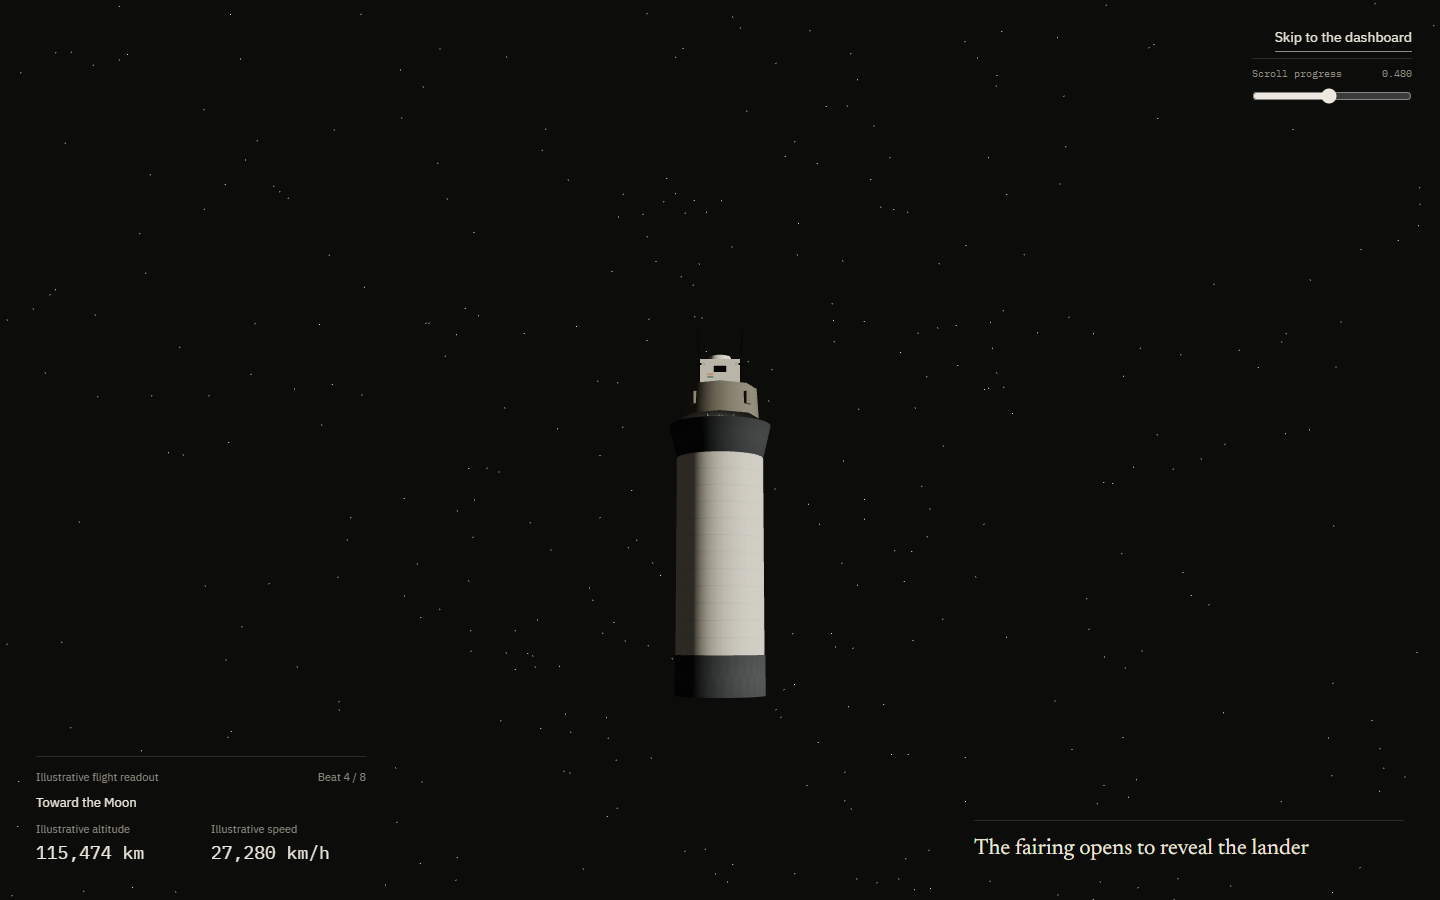 Skip to the dashboard
Scroll progress 0.480
Illustrative flight readout Beat 4 / 8
Toward the Moon
Illustrative altitude Illustrative speed
115,474 km 27,280 km/h
The fairing opens to reveal the lander